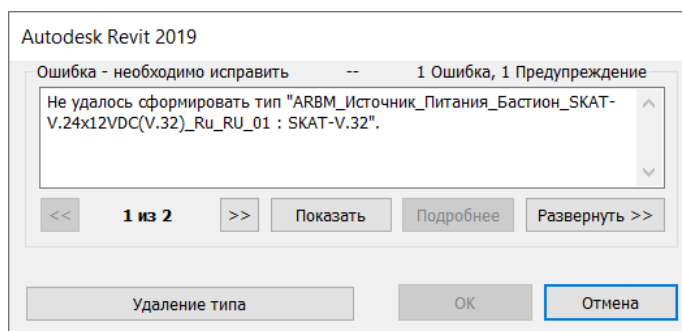 Autodesk Revit 2019
Ошибка - необходимо исправить -- 1 Ошибка, 1 Предупреждение
Не удалось сформировать тип "ARBM_Источник_Питания_Бастион_SKAT-
V.24x12VDC(V.32)_Ru_RU_01 : SKAT-V.32".
<< 1 из 2 >> Показать Подробнее Развернуть >>
Удаление типа OK Отмена